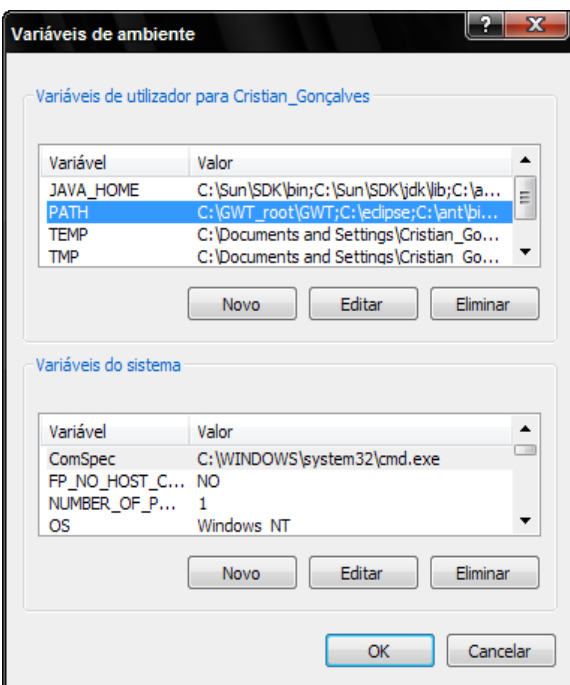 Variáveis de ambiente
Variáveis de utilizador para Cristian_Gonçalves
Variável Valor
JAVA_HOME C:\Sun\SDK\bin;C:\Sun\SDK\jdk\lib;C:\a...
PATH C:\GWT_root\GWT;C:\eclipse;C:\ant\bi...
TEMP C:\Documents and Settings\Cristian_Go...
TMP C:\Documents and Settings\Cristian_Go...
Novo Editar Eliminar
Variáveis do sistema
Variável Valor
ComSpec C:\WINDOWS\system32\cmd.exe
FP_NO_HOST_C... NO
NUMBER_OF_P... 1
OS Windows_NT
Novo Editar Eliminar
OK Cancelar